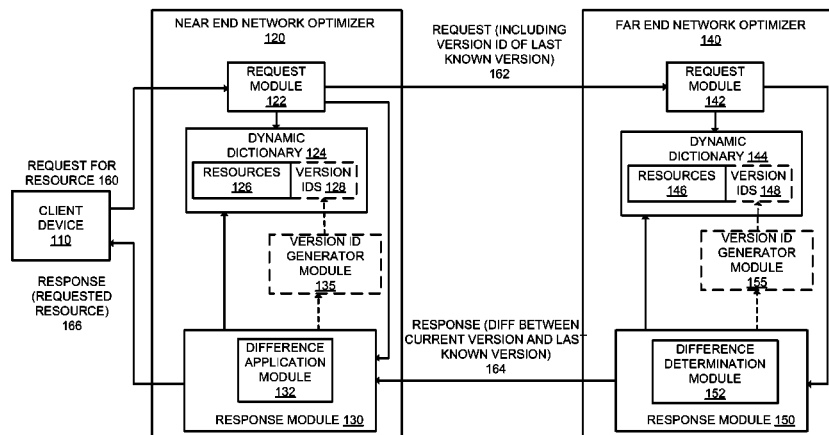 NEAR END NETWORK OPTIMIZER
120
REQUEST
MODULE
122
DYNAMIC
DICTIONARY 124
RESOURCES
126
VERSION
IDS 128
VERSION ID
GENERATOR
MODULE
135
DIFFERENCE
APPLICATION
MODULE
132
RESPONSE MODULE 130
REQUEST FOR
RESOURCE 160
CLIENT
DEVICE
110
RESPONSE
(REQUESTED
RESOURCE)
166
REQUEST (INCLUDING
VERSION ID OF LAST
KNOWN VERSION)
162
RESPONSE (DIFF BETWEEN
CURRENT VERSION AND LAST
KNOWN VERSION)
164
FAR END NETWORK OPTIMIZER
140
REQUEST
MODULE
142
DYNAMIC
DICTIONARY 144
RESOURCES
146
VERSION
IDS 148
VERSION ID
GENERATOR
MODULE
155
DIFFERENCE
DETERMINATION
MODULE
152
RESPONSE MODULE 150